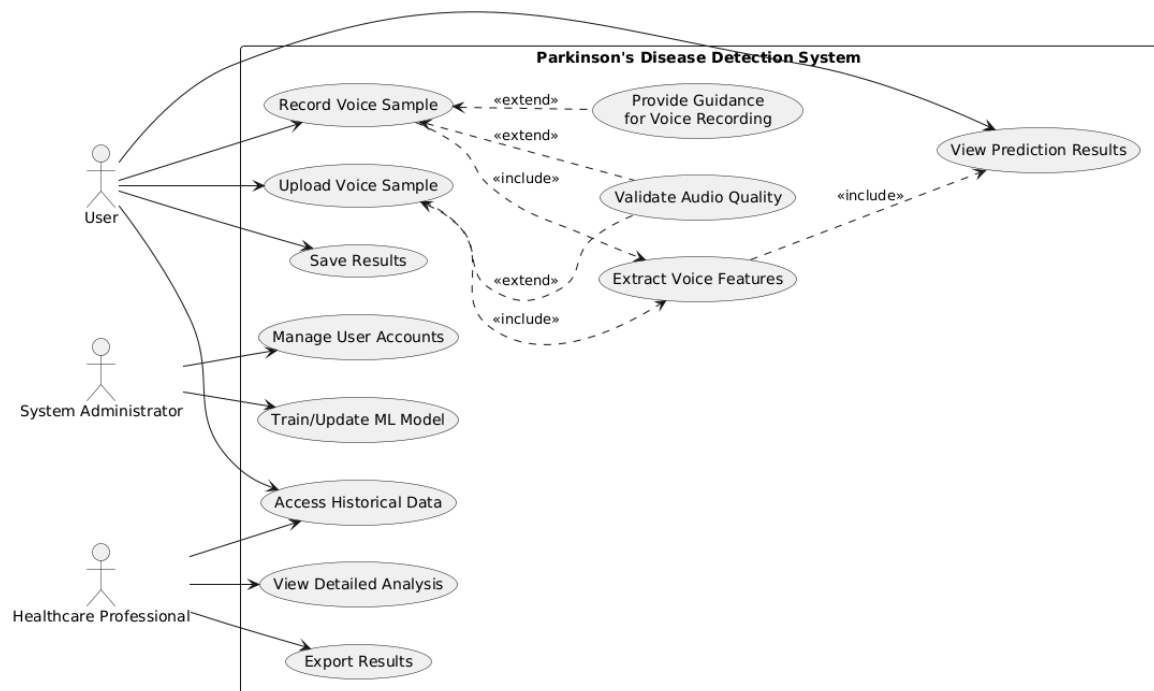 Parkinson's Disease Detection System
Record Voice Sample
«extend»
Provide Guidance
for Voice Recording
«extend»
View Prediction Results
User
Upload Voice Sample
«include»
Validate Audio Quality
«include»
Save Results
«extend»
Extract Voice Features
«include»
Manage User Accounts
System Administrator
Train/Update ML Model
Access Historical Data
Healthcare Professional
View Detailed Analysis
Export Results